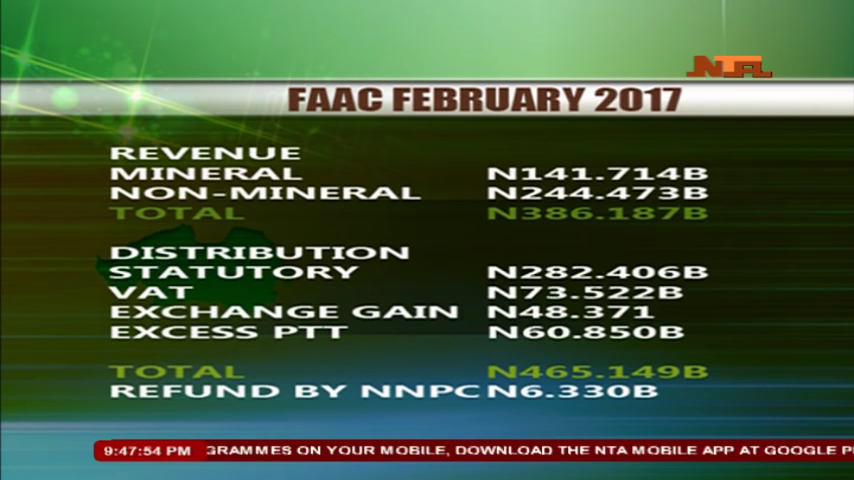 NTA
FAAC FEBRUARY 2017
REVENUE
MINERAL N141.714B
NON-MINERAL N244.473B
TOTAL N386.187B
DISTRIBUTION
STATUTORY N282.406B
VAT N73.522B
EXCHANGE GAIN N48.371
EXCESS PTT N60.850B
TOTAL N465.149B
REFUND BY NNPC N6.330B
9:47:54 PM GRAMMES ON YOUR MOBILE, DOWNLOAD THE NTA MOBILE APP AT GOOGLE P